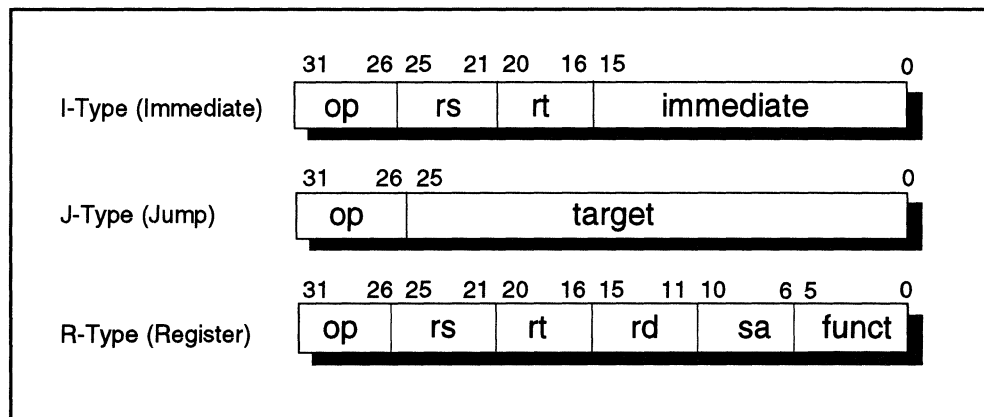 31 26 25 21 20 16 15 0
I-Type (Immediate) op rs rt immediate
31 26 25 0
J-Type (Jump) op target
31 26 25 21 20 16 15 11 10 6 5 0
R-Type (Register) op rs rt rd sa funct